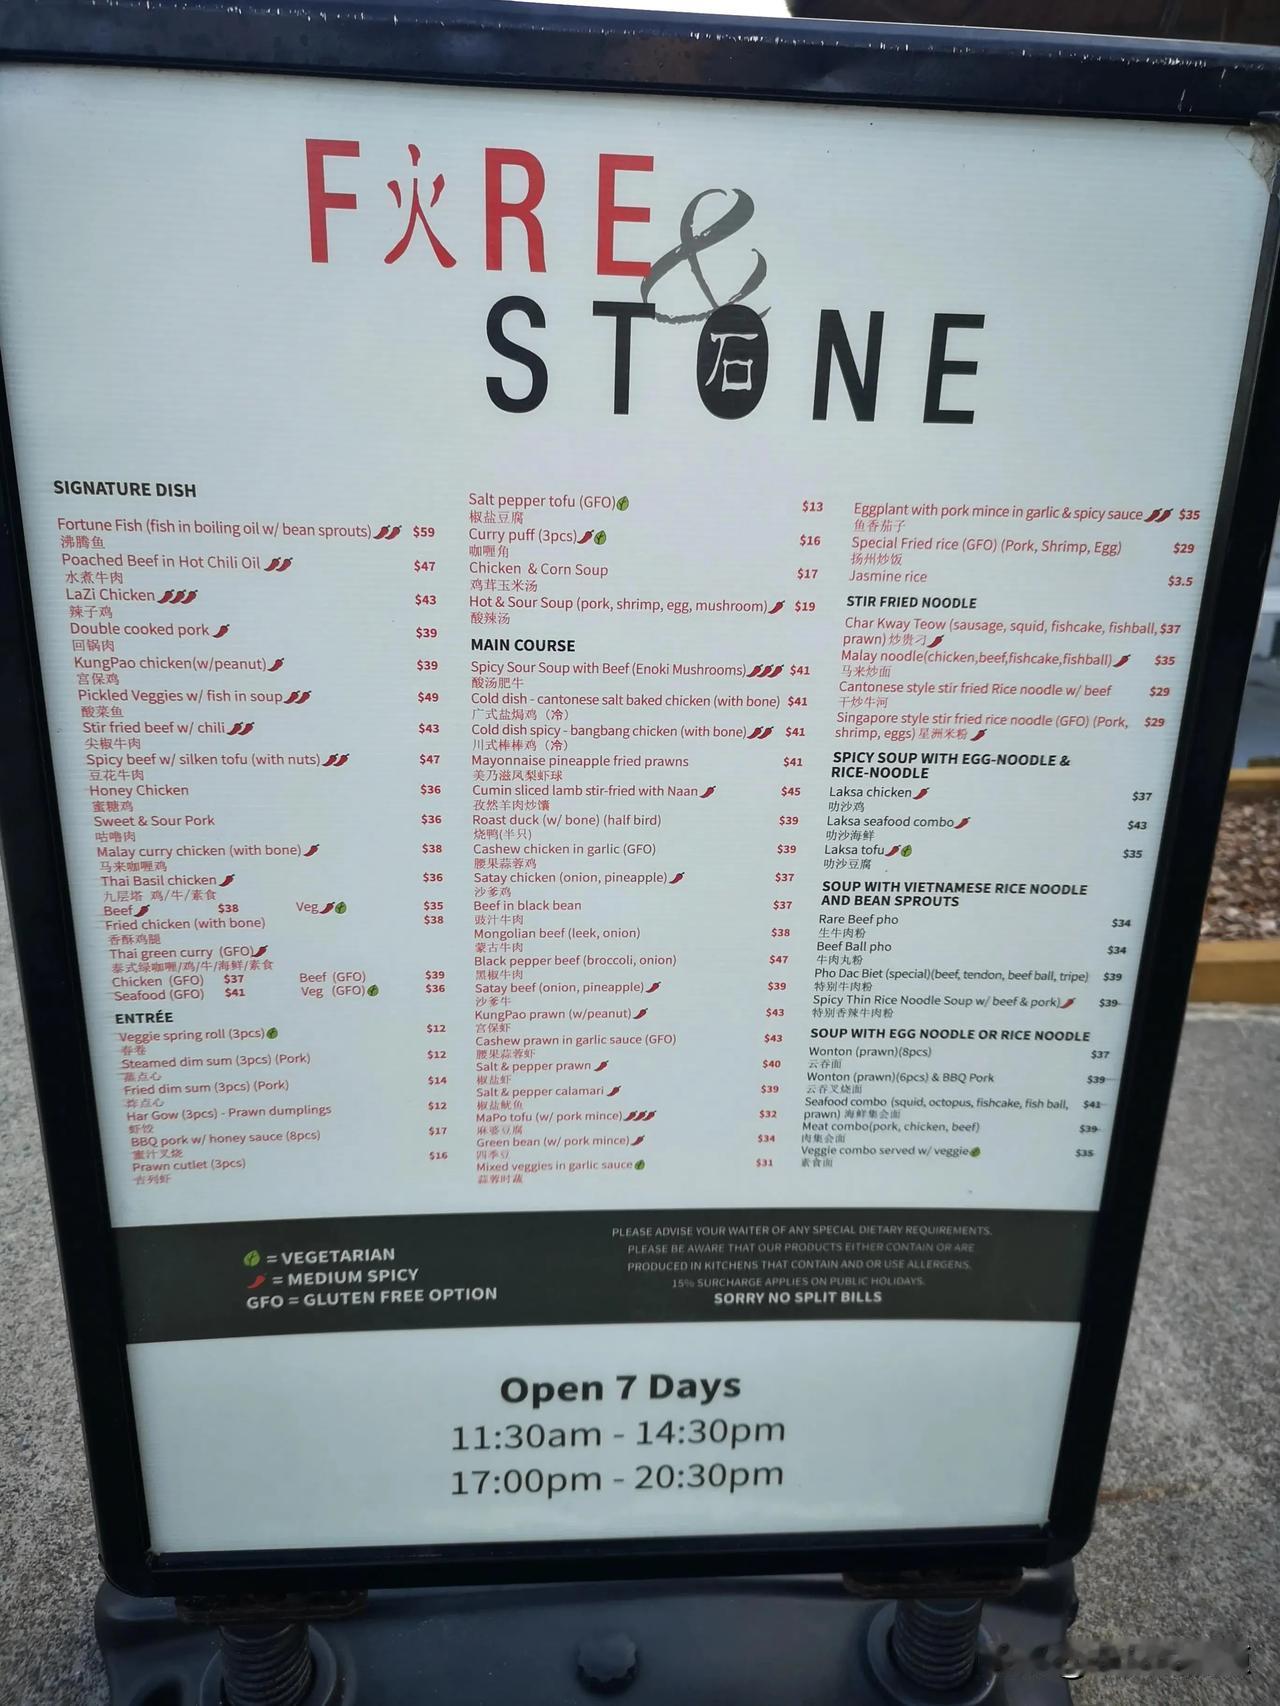 F火RE
&
ST石NE
SIGNATURE DISH
Fortune Fish (fish in boiling oil w/ bean sprouts) $59
沸腾鱼
Poached Beef in Hot Chili Oil $47
水煮牛肉
LaZi Chicken $43
辣子鸡
Double cooked pork $39
回锅肉
KungPao chicken(w/peanut) $39
宫保鸡
Pickled Veggies w/ fish in soup $49
酸菜鱼
Stir fried beef w/ chili $43
尖椒牛肉
Spicy beef w/ silken tofu (with nuts) $47
豆花牛肉
Honey Chicken $36
蜜糖鸡
Sweet & Sour Pork $36
咕噜肉
Malay curry chicken (with bone) $38
马来咖喱鸡
Thai Basil chicken $36
九层塔 鸡/牛/素食
Beef $38 Veg $35
Fried chicken (with bone) $38
香酥鸡腿
Thai green curry (GFO)
泰式绿咖喱/鸡/牛/海鲜/素食
Chicken (GFO) $37 Beef (GFO) $39
Seafood (GFO) $41 Veg (GFO) $36
ENTRÉE
Veggie spring roll (3pcs) $12
春卷
Steamed dim sum (3pcs) (Pork) $12
蒸点心
Fried dim sum (3pcs) (Pork) $14
炸点心
Har Gow (3pcs) - Prawn dumplings $12
虾饺
BBQ pork w/ honey sauce (8pcs) $17
蜜汁叉烧
Prawn cutlet (3pcs) $16
吉列虾
Salt pepper tofu (GFO) $13
椒盐豆腐
Curry puff (3pcs) $16
咖喱角
Chicken & Corn Soup $17
鸡茸玉米汤
Hot & Sour Soup (pork, shrimp, egg, mushroom) $19
酸辣汤
MAIN COURSE
Spicy Sour Soup with Beef (Enoki Mushrooms) $41
酸汤肥牛
Cold dish - cantonese salt baked chicken (with bone) $41
广式盐焗鸡（冷）
Cold dish spicy - bangbang chicken (with bone) $41
川式棒棒鸡（冷）
Mayonnaise pineapple fried prawns $41
美乃滋凤梨虾球
Cumin sliced lamb stir-fried with Naan $45
孜然羊肉炒馕
Roast duck (w/ bone) (half bird) $39
烧鸭(半只)
Cashew chicken in garlic (GFO) $39
腰果蒜蓉鸡
Satay chicken (onion, pineapple) $37
沙爹鸡
Beef in black bean $37
豉汁牛肉
Mongolian beef (leek, onion) $38
蒙古牛肉
Black pepper beef (broccoli, onion) $47
黑椒牛肉
Satay beef (onion, pineapple) $39
沙爹牛
KungPao prawn (w/peanut) $43
宫保虾
Cashew prawn in garlic sauce (GFO) $43
腰果蒜蓉虾
Salt & pepper prawn $40
椒盐虾
Salt & pepper calamari $39
椒盐鱿鱼
MaPo tofu (w/ pork mince) $32
麻婆豆腐
Green bean (w/ pork mince) $34
四季豆
Mixed veggies in garlic sauce $31
蒜蓉时蔬
Eggplant with pork mince in garlic & spicy sauce $35
鱼香茄子
Special Fried rice (GFO) (Pork, Shrimp, Egg) $29
扬州炒饭
Jasmine rice $3.5
STIR FRIED NOODLE
Char Kway Teow (sausage, squid, fishcake, fishball, $37
prawn) 炒贵刁
Malay noodle(chicken,beef,fishcake,fishball) $35
马来炒面
Cantonese style stir fried Rice noodle w/ beef $29
干炒牛河
Singapore style stir fried rice noodle (GFO) (Pork, $29
shrimp, eggs) 星洲米粉
SPICY SOUP WITH EGG-NOODLE &
RICE-NOODLE
Laksa chicken $37
叻沙鸡
Laksa seafood combo $43
叻沙海鲜
Laksa tofu $35
叻沙豆腐
SOUP WITH VIETNAMESE RICE NOODLE
AND BEAN SPROUTS
Rare Beef pho $34
生牛肉粉
Beef Ball pho $34
牛肉丸粉
Pho Dac Biet (special)(beef, tendon, beef ball, tripe) $39
特别牛肉粉
Spicy Thin Rice Noodle Soup w/ beef & pork) $39
特别香辣牛肉粉
SOUP WITH EGG NOODLE OR RICE NOODLE
Wonton (prawn)(8pcs) $37
云吞面
Wonton (prawn)(6pcs) & BBQ Pork $39
云吞叉烧面
Seafood combo (squid, octopus, fishcake, fish ball, $41
prawn) 海鲜集会面
Meat combo(pork, chicken, beef) $39
肉集会面
Veggie combo served w/ veggie $35
素食面
= VEGETARIAN
= MEDIUM SPICY
GFO = GLUTEN FREE OPTION
PLEASE ADVISE YOUR WAITER OF ANY SPECIAL DIETARY REQUIREMENTS.
PLEASE BE AWARE THAT OUR PRODUCTS EITHER CONTAIN OR ARE
PRODUCED IN KITCHENS THAT CONTAIN AND OR USE ALLERGENS.
15% SURCHARGE APPLIES ON PUBLIC HOLIDAYS.
SORRY NO SPLIT BILLS
Open 7 Days
11:30am - 14:30pm
17:00pm - 20:30pm